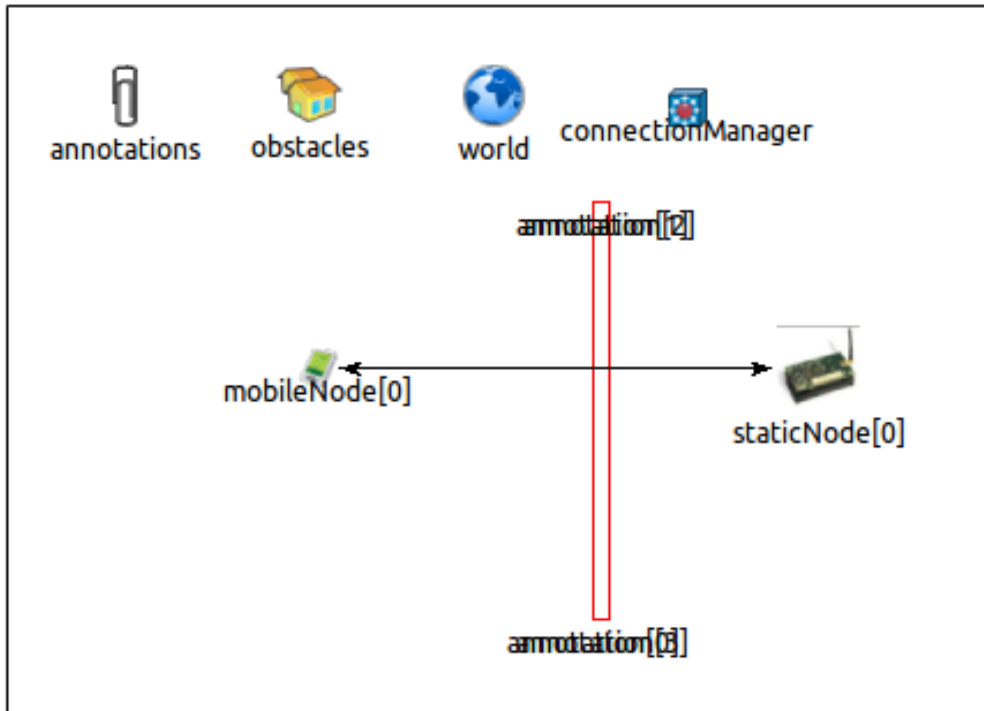 annotations
obstacles
world
connectionManager
mobileNode[0]
staticNode[0]